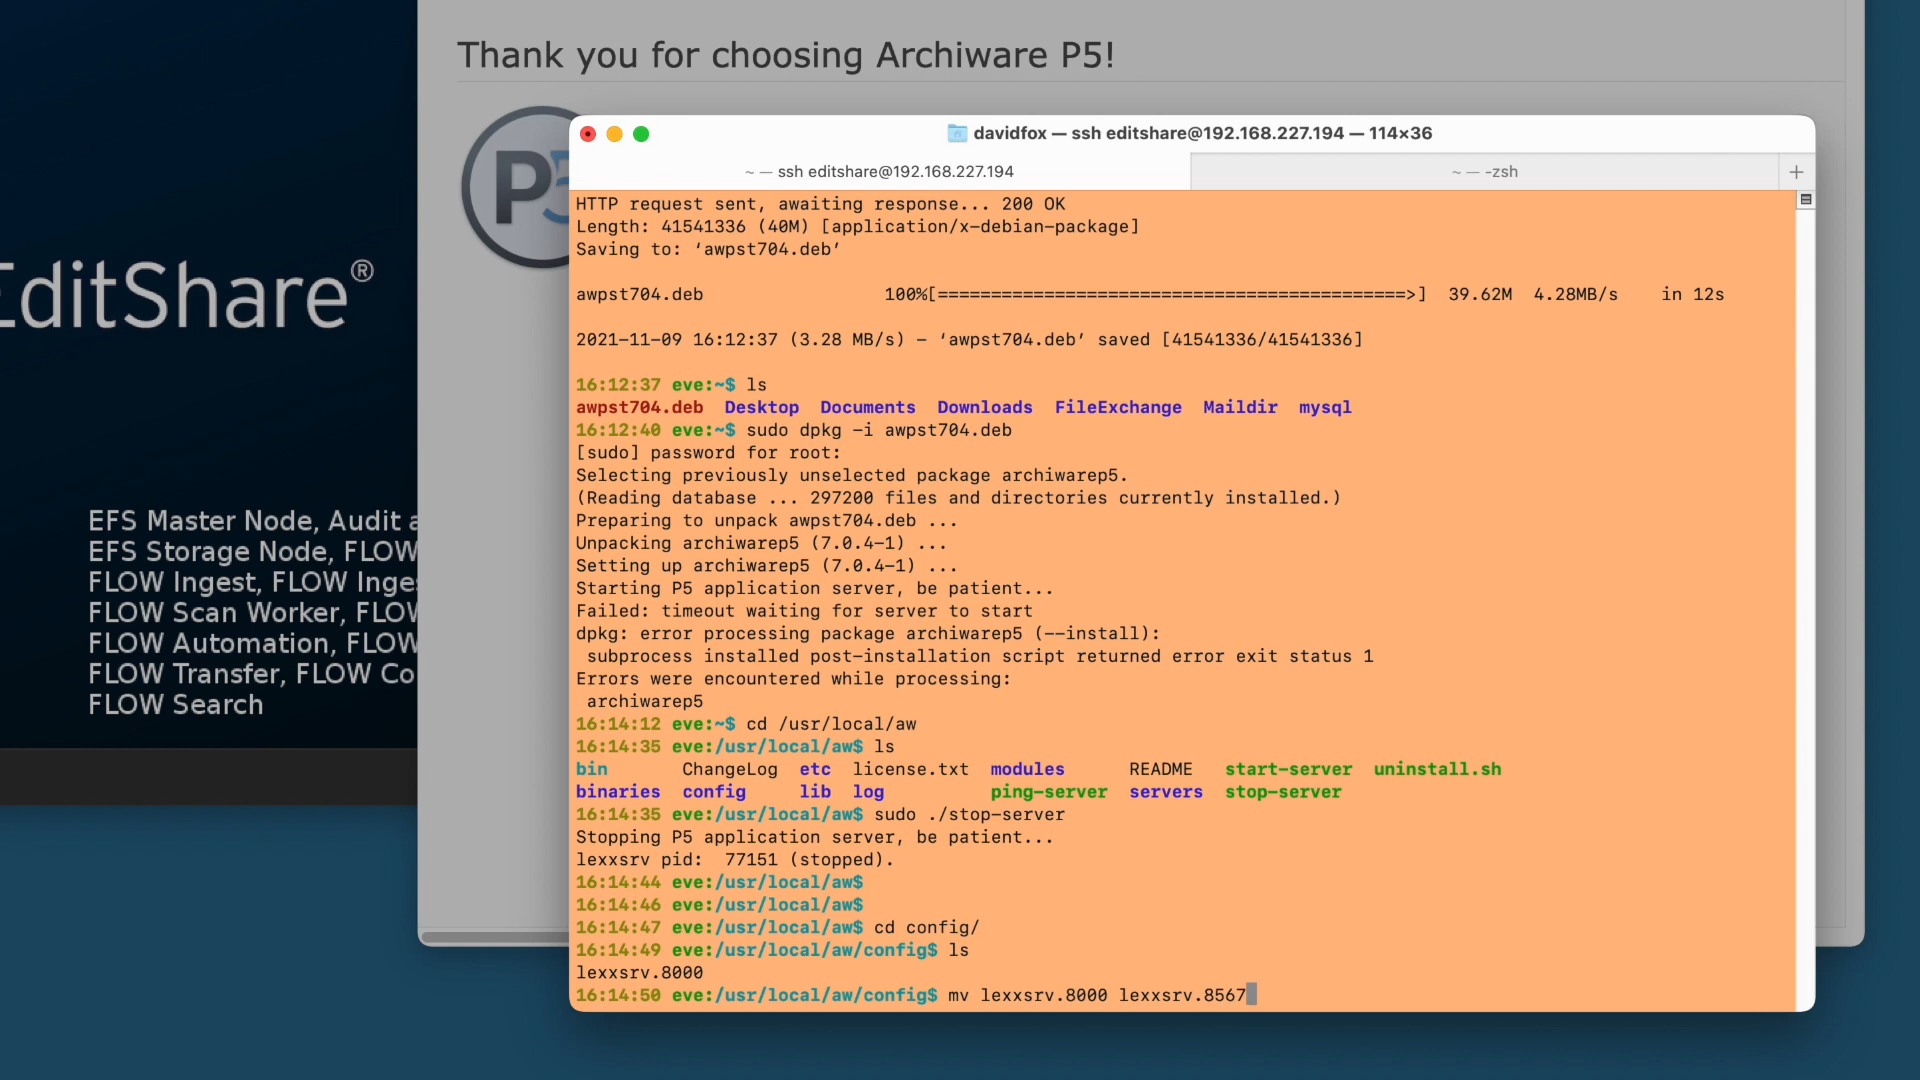 Thank you for choosing Archiware P5!
P5
EditShare®
EFS Master Node, Audit a
EFS Storage Node, FLOW
FLOW Ingest, FLOW Inges
FLOW Scan Worker, FLOW
FLOW Automation, FLOW
FLOW Transfer, FLOW Co
FLOW Search
davidfox — ssh editshare@192.168.227.194 — 114×36
~ — ssh editshare@192.168.227.194
~ — -zsh
HTTP request sent, awaiting response... 200 OK
Length: 41541336 (40M) [application/x-debian-package]
Saving to: ‘awpst704.deb’
awpst704.deb 100%[============================================>] 39.62M 4.28MB/s in 12s
2021-11-09 16:12:37 (3.28 MB/s) - ‘awpst704.deb’ saved [41541336/41541336]
16:12:37 eve:~$ ls
awpst704.deb Desktop Documents Downloads FileExchange Maildir mysql
16:12:40 eve:~$ sudo dpkg -i awpst704.deb
[sudo] password for root:
Selecting previously unselected package archiwarep5.
(Reading database ... 297200 files and directories currently installed.)
Preparing to unpack awpst704.deb ...
Unpacking archiwarep5 (7.0.4-1) ...
Setting up archiwarep5 (7.0.4-1) ...
Starting P5 application server, be patient...
Failed: timeout waiting for server to start
dpkg: error processing package archiwarep5 (--install):
subprocess installed post-installation script returned error exit status 1
Errors were encountered while processing:
archiwarep5
16:14:12 eve:~$ cd /usr/local/aw
16:14:35 eve:/usr/local/aw$ ls
bin ChangeLog etc license.txt modules README start-server uninstall.sh
binaries config lib log ping-server servers stop-server
16:14:35 eve:/usr/local/aw$ sudo ./stop-server
Stopping P5 application server, be patient...
lexxsrv pid: 77151 (stopped).
16:14:44 eve:/usr/local/aw$
16:14:46 eve:/usr/local/aw$
16:14:47 eve:/usr/local/aw$ cd config/
16:14:49 eve:/usr/local/aw/config$ ls
lexxsrv.8000
16:14:50 eve:/usr/local/aw/config$ mv lexxsrv.8000 lexxsrv.8567